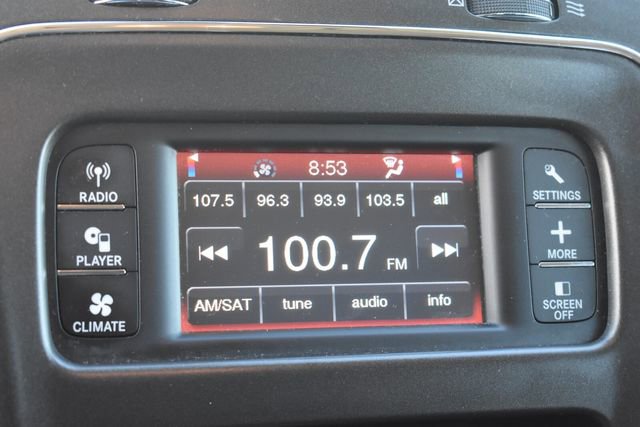 8:53
107.5 96.3 93.9 103.5 all
100.7 FM
AM/SAT tune audio info
RADIO
PLAYER
CLIMATE
SETTINGS
MORE
SCREEN
OFF